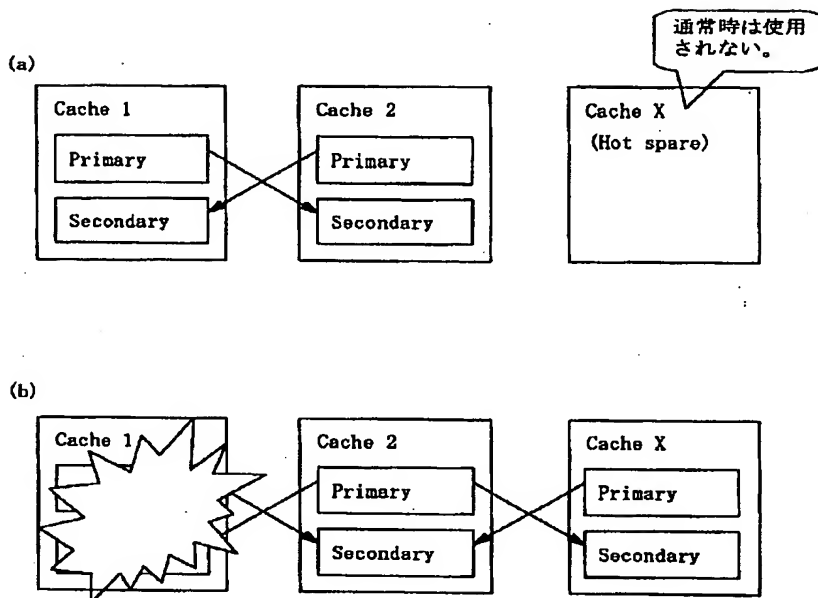 通常時は使用
されない。
(a)
Cache 1
Primary
Secondary
Cache 2
Primary
Secondary
Cache X
(Hot spare)
(b)
Cache 1
Cache 2
Primary
Secondary
Cache X
Primary
Secondary